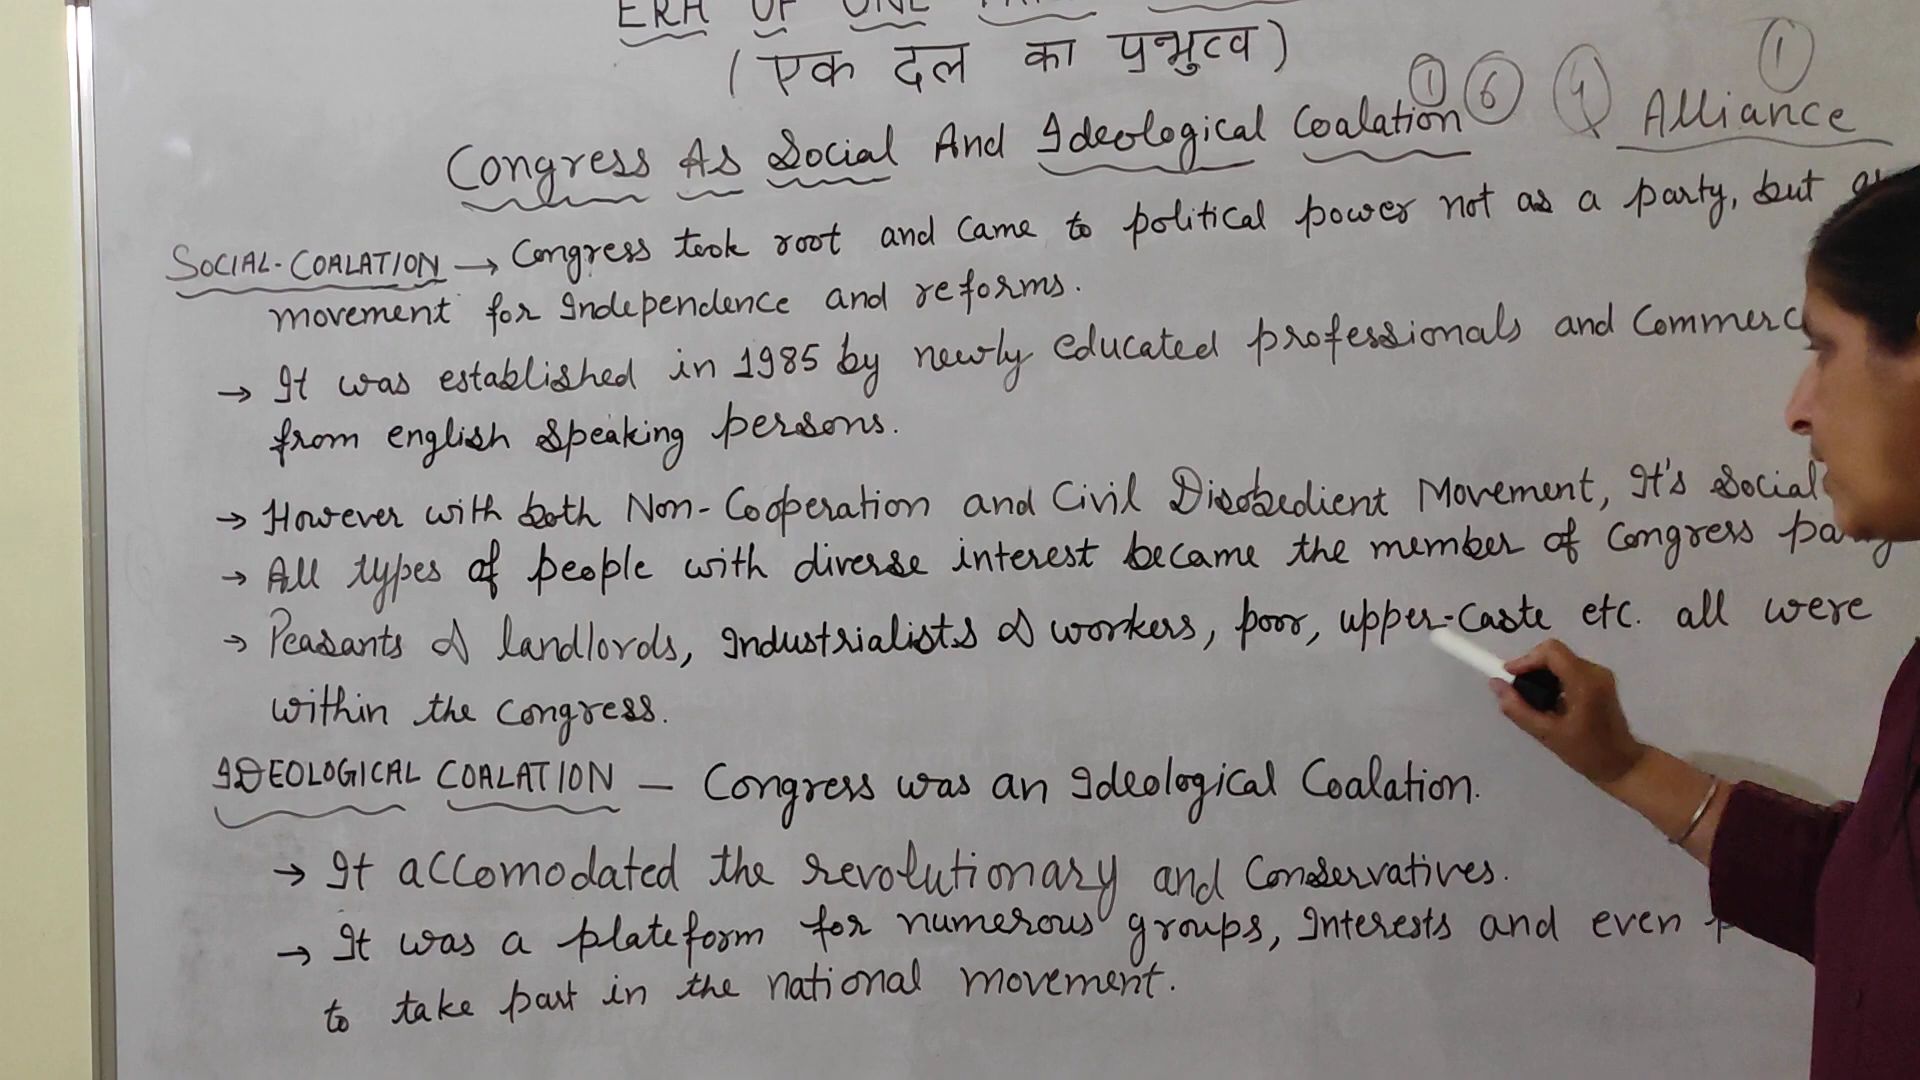 ERA OF ONE
(एक दल का प्रभुत्व)
Congress As Social And Ideological Coalation ① ⑥ ④ Alliance ①
SOCIAL-COALATION → Congress took root and came to political power not as a party, but as
movement for Independence and reforms.
→ It was established in 1985 by newly educated professionals and Commerc
from english speaking persons.
→ However with both Non-Cooperation and Civil Disobedient Movement, It's Social
→ All types of people with diverse interest became the member of Congress party
→ Peasants & landlords, Industrialists & workers, poor, upper-caste etc. all were
within the Congress.
IDEOLOGICAL COALATION — Congress was an Ideological Coalation.
→ It accomodated the revolutionary and Conservatives.
→ It was a plateform for numerous groups, Interests and even
to take part in the national movement.